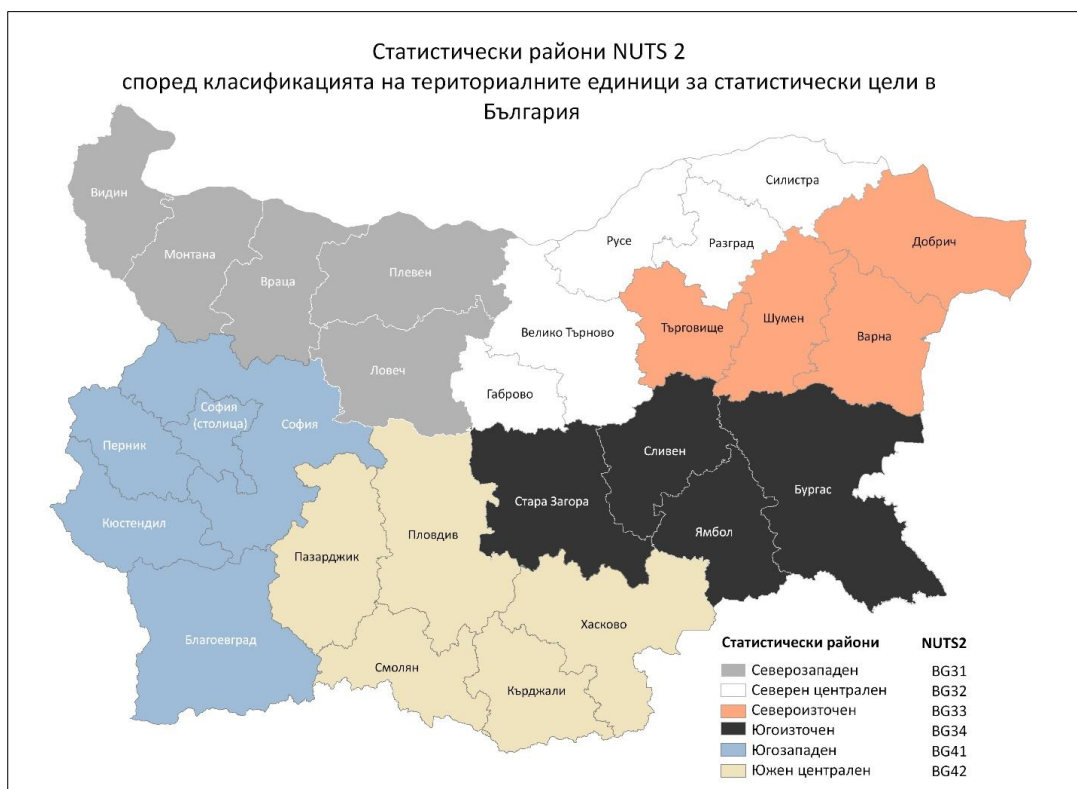 Статистически райони NUTS 2
според класификацията на териториалните единици за статистически цели в
България
Видин
Монтана
Враца
Плевен
Ловеч
Силистра
Русе
Разград
Велико Търново
Габрово
Добрич
Търговище
Шумен
Варна
София
(столица)
София
Перник
Кюстендил
Благоевград
Сливен
Стара Загора
Ямбол
Бургас
Пловдив
Пазарджик
Хасково
Смолян
Кърджали
Статистически райони NUTS2
Северозападен BG31
Северен централен BG32
Североизточен BG33
Югоизточен BG34
Югозападен BG41
Южен централен BG42